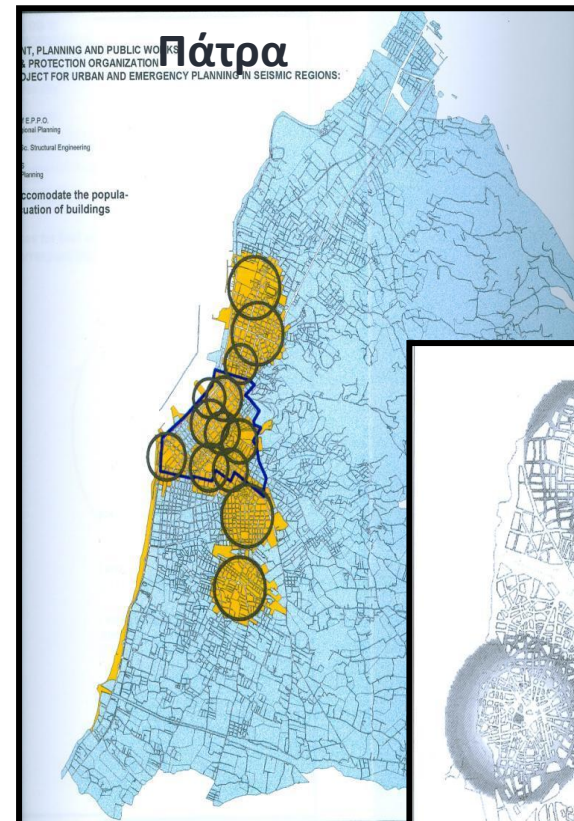 Πάτρα
NT, PLANNING AND PUBLIC WORKS
& PROTECTION ORGANIZATION
OJECT FOR URBAN AND EMERGENCY PLANNING IN SEISMIC REGIONS:
E.P.P.O.
Planning
Structural Engineering
Planning
ccomodate the popula-
uation of buildings